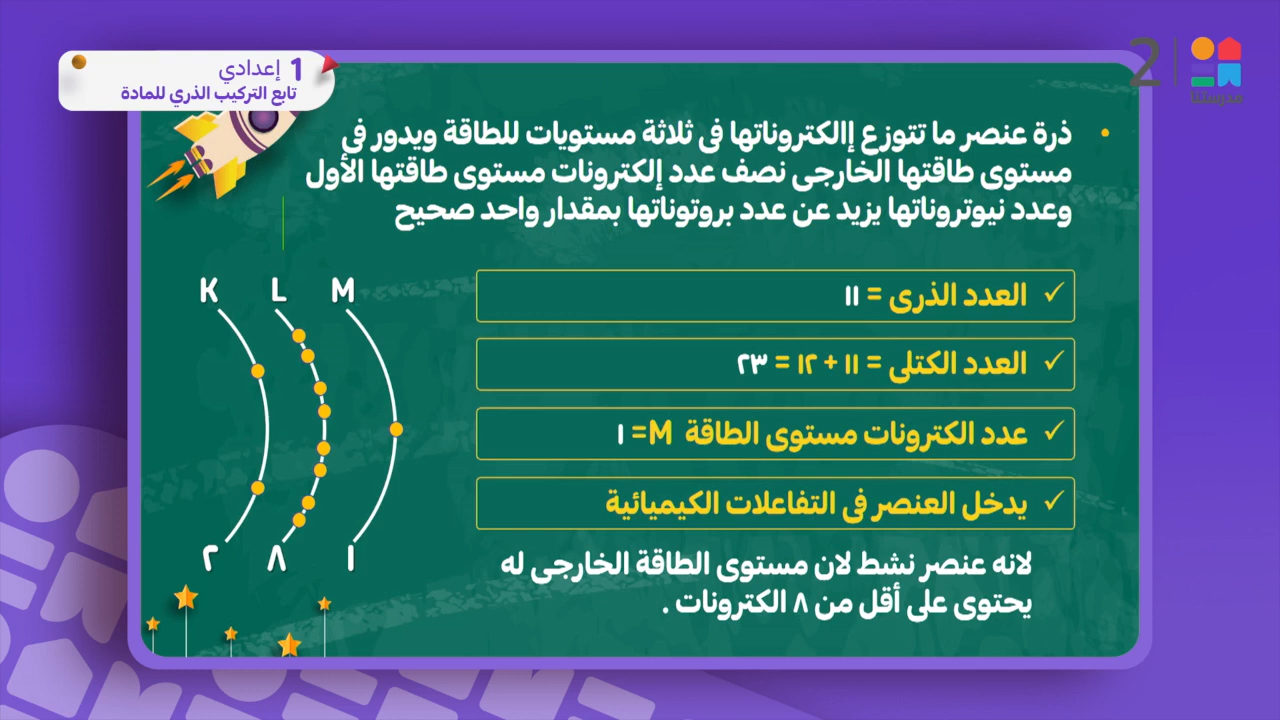 1 إعدادي
تابع التركيب الذري للمادة
2
مدرستنا
• ذرة عنصر ما تتوزع إالكتروناتها فى ثلاثة مستويات للطاقة ويدور في
مستوى طاقتها الخارجى نصف عدد إلكترونات مستوى طاقتها الأول
وعدد نيوتروناتها يزيد عن عدد بروتوناتها بمقدار واحد صحيح
✓ العدد الذرى = ١١
✓ العدد الكتلى = ١١ + ١٢ = ٢٣
✓ عدد الكترونات مستوى الطاقة M= ١
✓ يدخل العنصر فى التفاعلات الكيميائية
لانه عنصر نشط لان مستوى الطاقة الخارجى له
يحتوى على أقل من ٨ الكترونات .
K L M
٢ ٨ ١